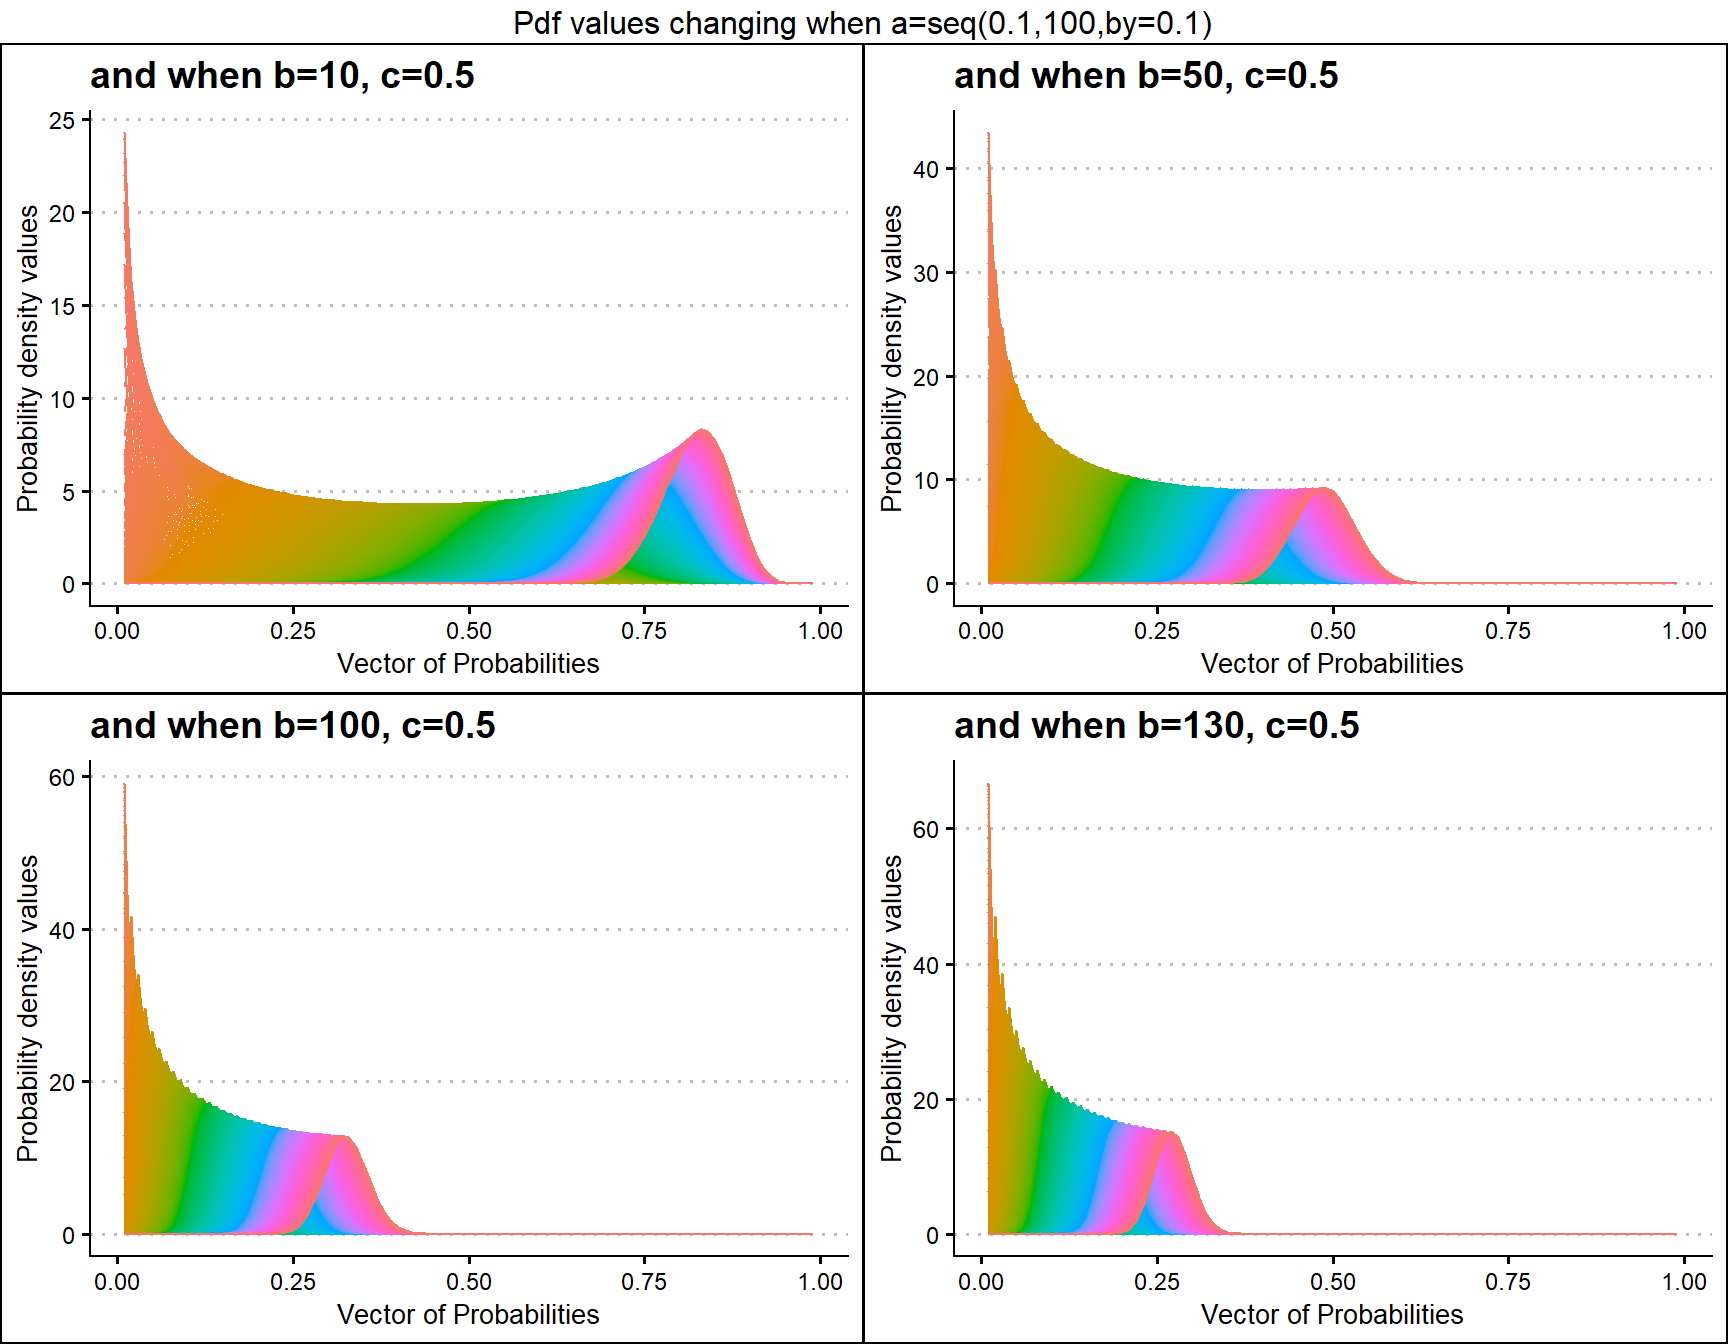 Pdf values changing when a=seq(0.1,100,by=0.1)
and when b=10, c=0.5
Probability density values
25
20
15
10
5
0
0.00 0.25 0.50 0.75 1.00
Vector of Probabilities
and when b=50, c=0.5
Probability density values
40
30
20
10
0
0.00 0.25 0.50 0.75 1.00
Vector of Probabilities
and when b=100, c=0.5
Probability density values
60
40
20
0
0.00 0.25 0.50 0.75 1.00
Vector of Probabilities
and when b=130, c=0.5
Probability density values
60
40
20
0
0.00 0.25 0.50 0.75 1.00
Vector of Probabilities